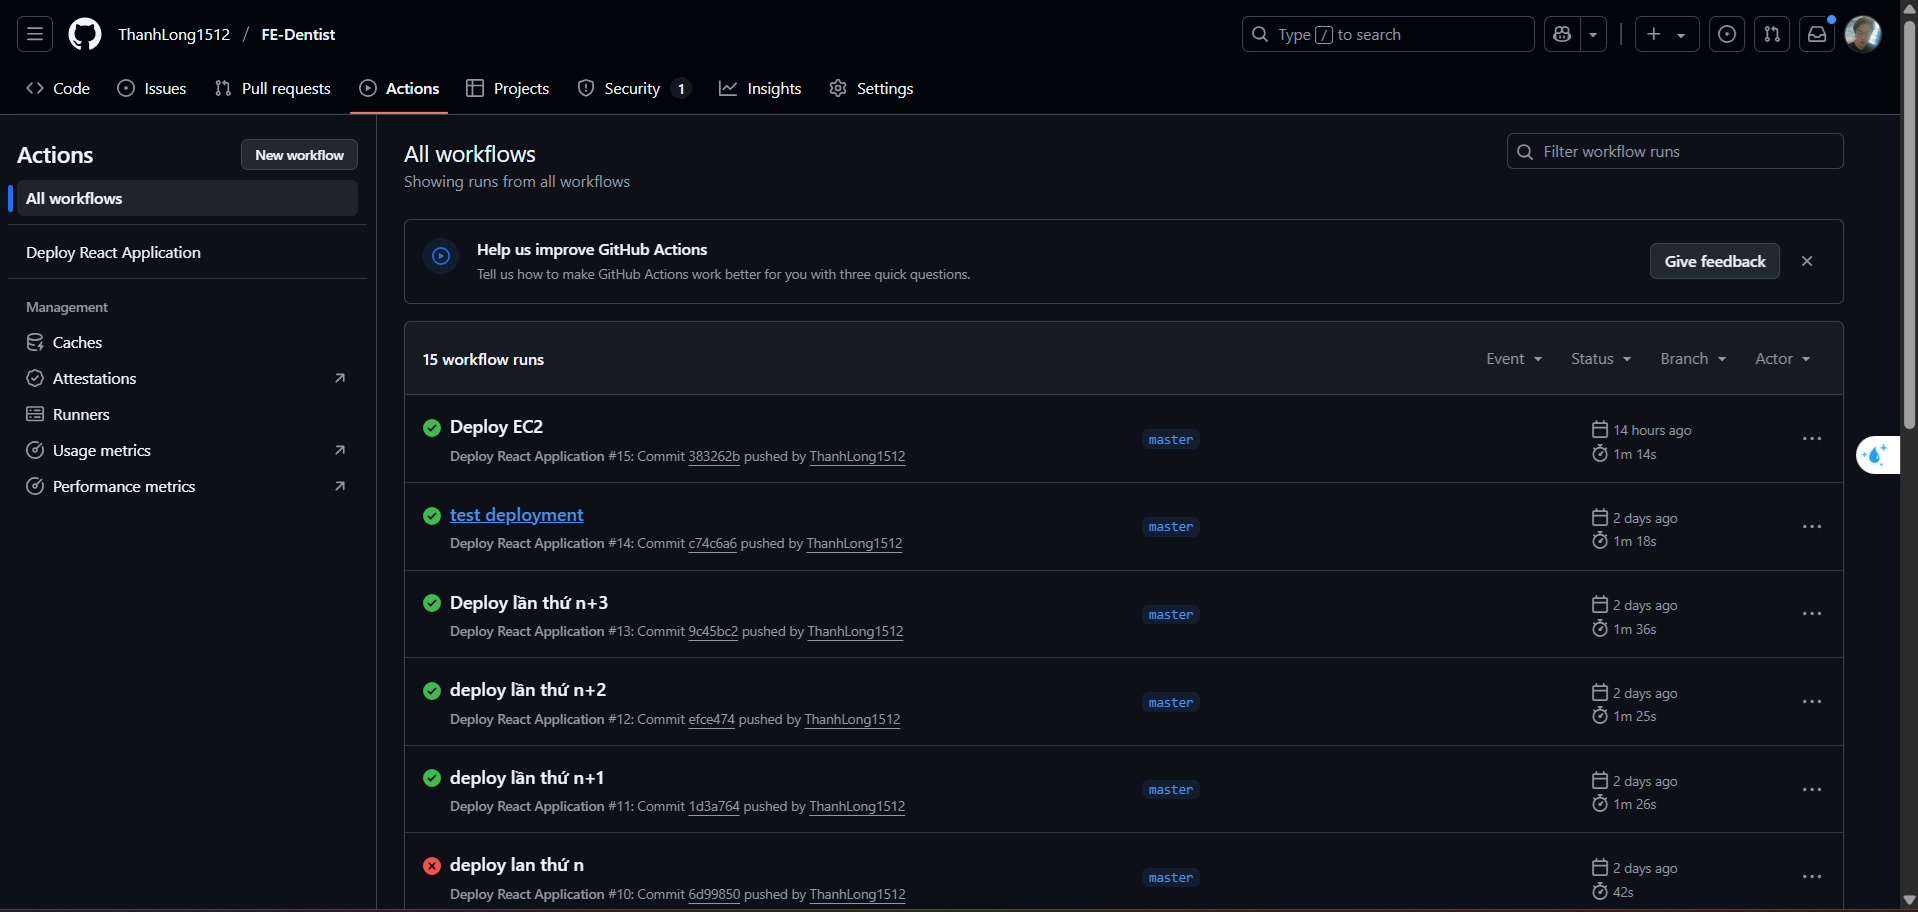 ThanhLong1512 / FE-Dentist
Type / to search
Code
Issues
Pull requests
Actions
Projects
Security 1
Insights
Settings
Actions
New workflow
All workflows
Deploy React Application
Management
Caches
Attestations
Runners
Usage metrics
Performance metrics
All workflows
Showing runs from all workflows
Filter workflow runs
Help us improve GitHub Actions
Tell us how to make GitHub Actions work better for you with three quick questions.
Give feedback
15 workflow runs
Event
Status
Branch
Actor
Deploy EC2
Deploy React Application #15: Commit 383262b pushed by ThanhLong1512
master
14 hours ago
1m 14s
test deployment
Deploy React Application #14: Commit c74c6a6 pushed by ThanhLong1512
master
2 days ago
1m 18s
Deploy lần thứ n+3
Deploy React Application #13: Commit 9c45bc2 pushed by ThanhLong1512
master
2 days ago
1m 36s
deploy lần thứ n+2
Deploy React Application #12: Commit efce474 pushed by ThanhLong1512
master
2 days ago
1m 25s
deploy lần thứ n+1
Deploy React Application #11: Commit 1d3a764 pushed by ThanhLong1512
master
2 days ago
1m 26s
deploy lan thứ n
Deploy React Application #10: Commit 6d99850 pushed by ThanhLong1512
master
2 days ago
42s